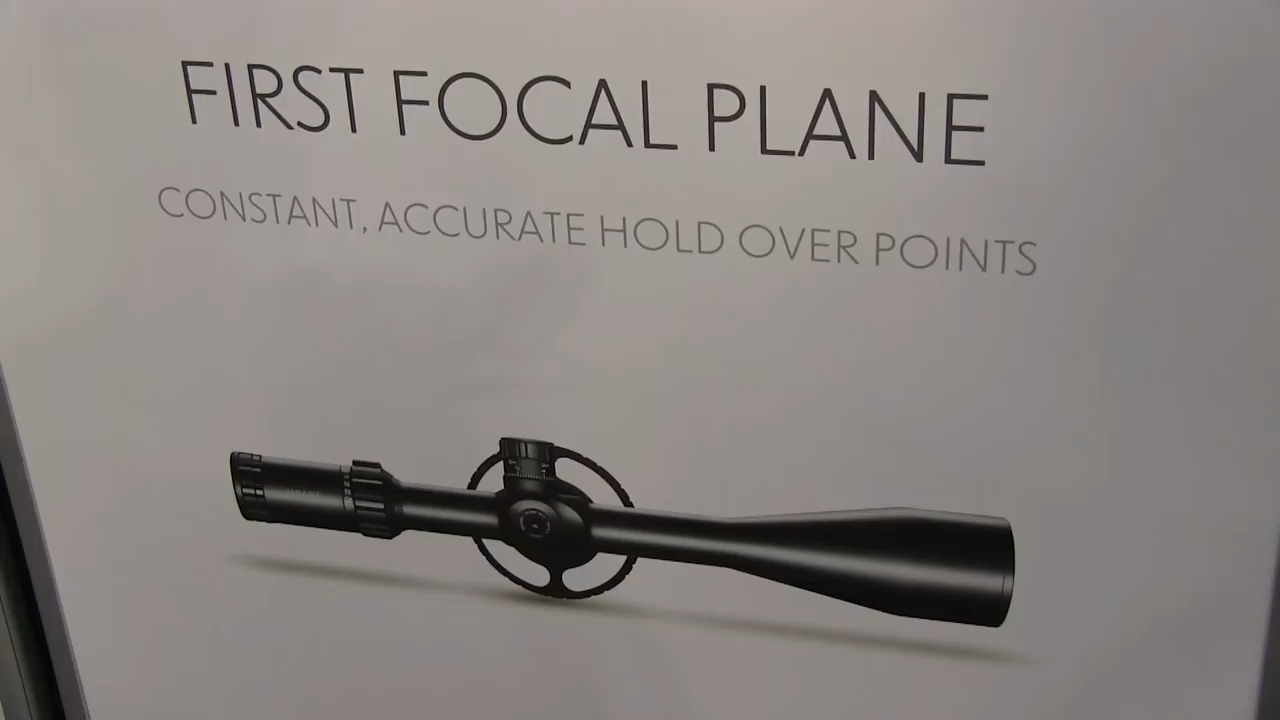 FIRST FOCAL PLANE
CONSTANT, ACCURATE HOLD OVER POINTS